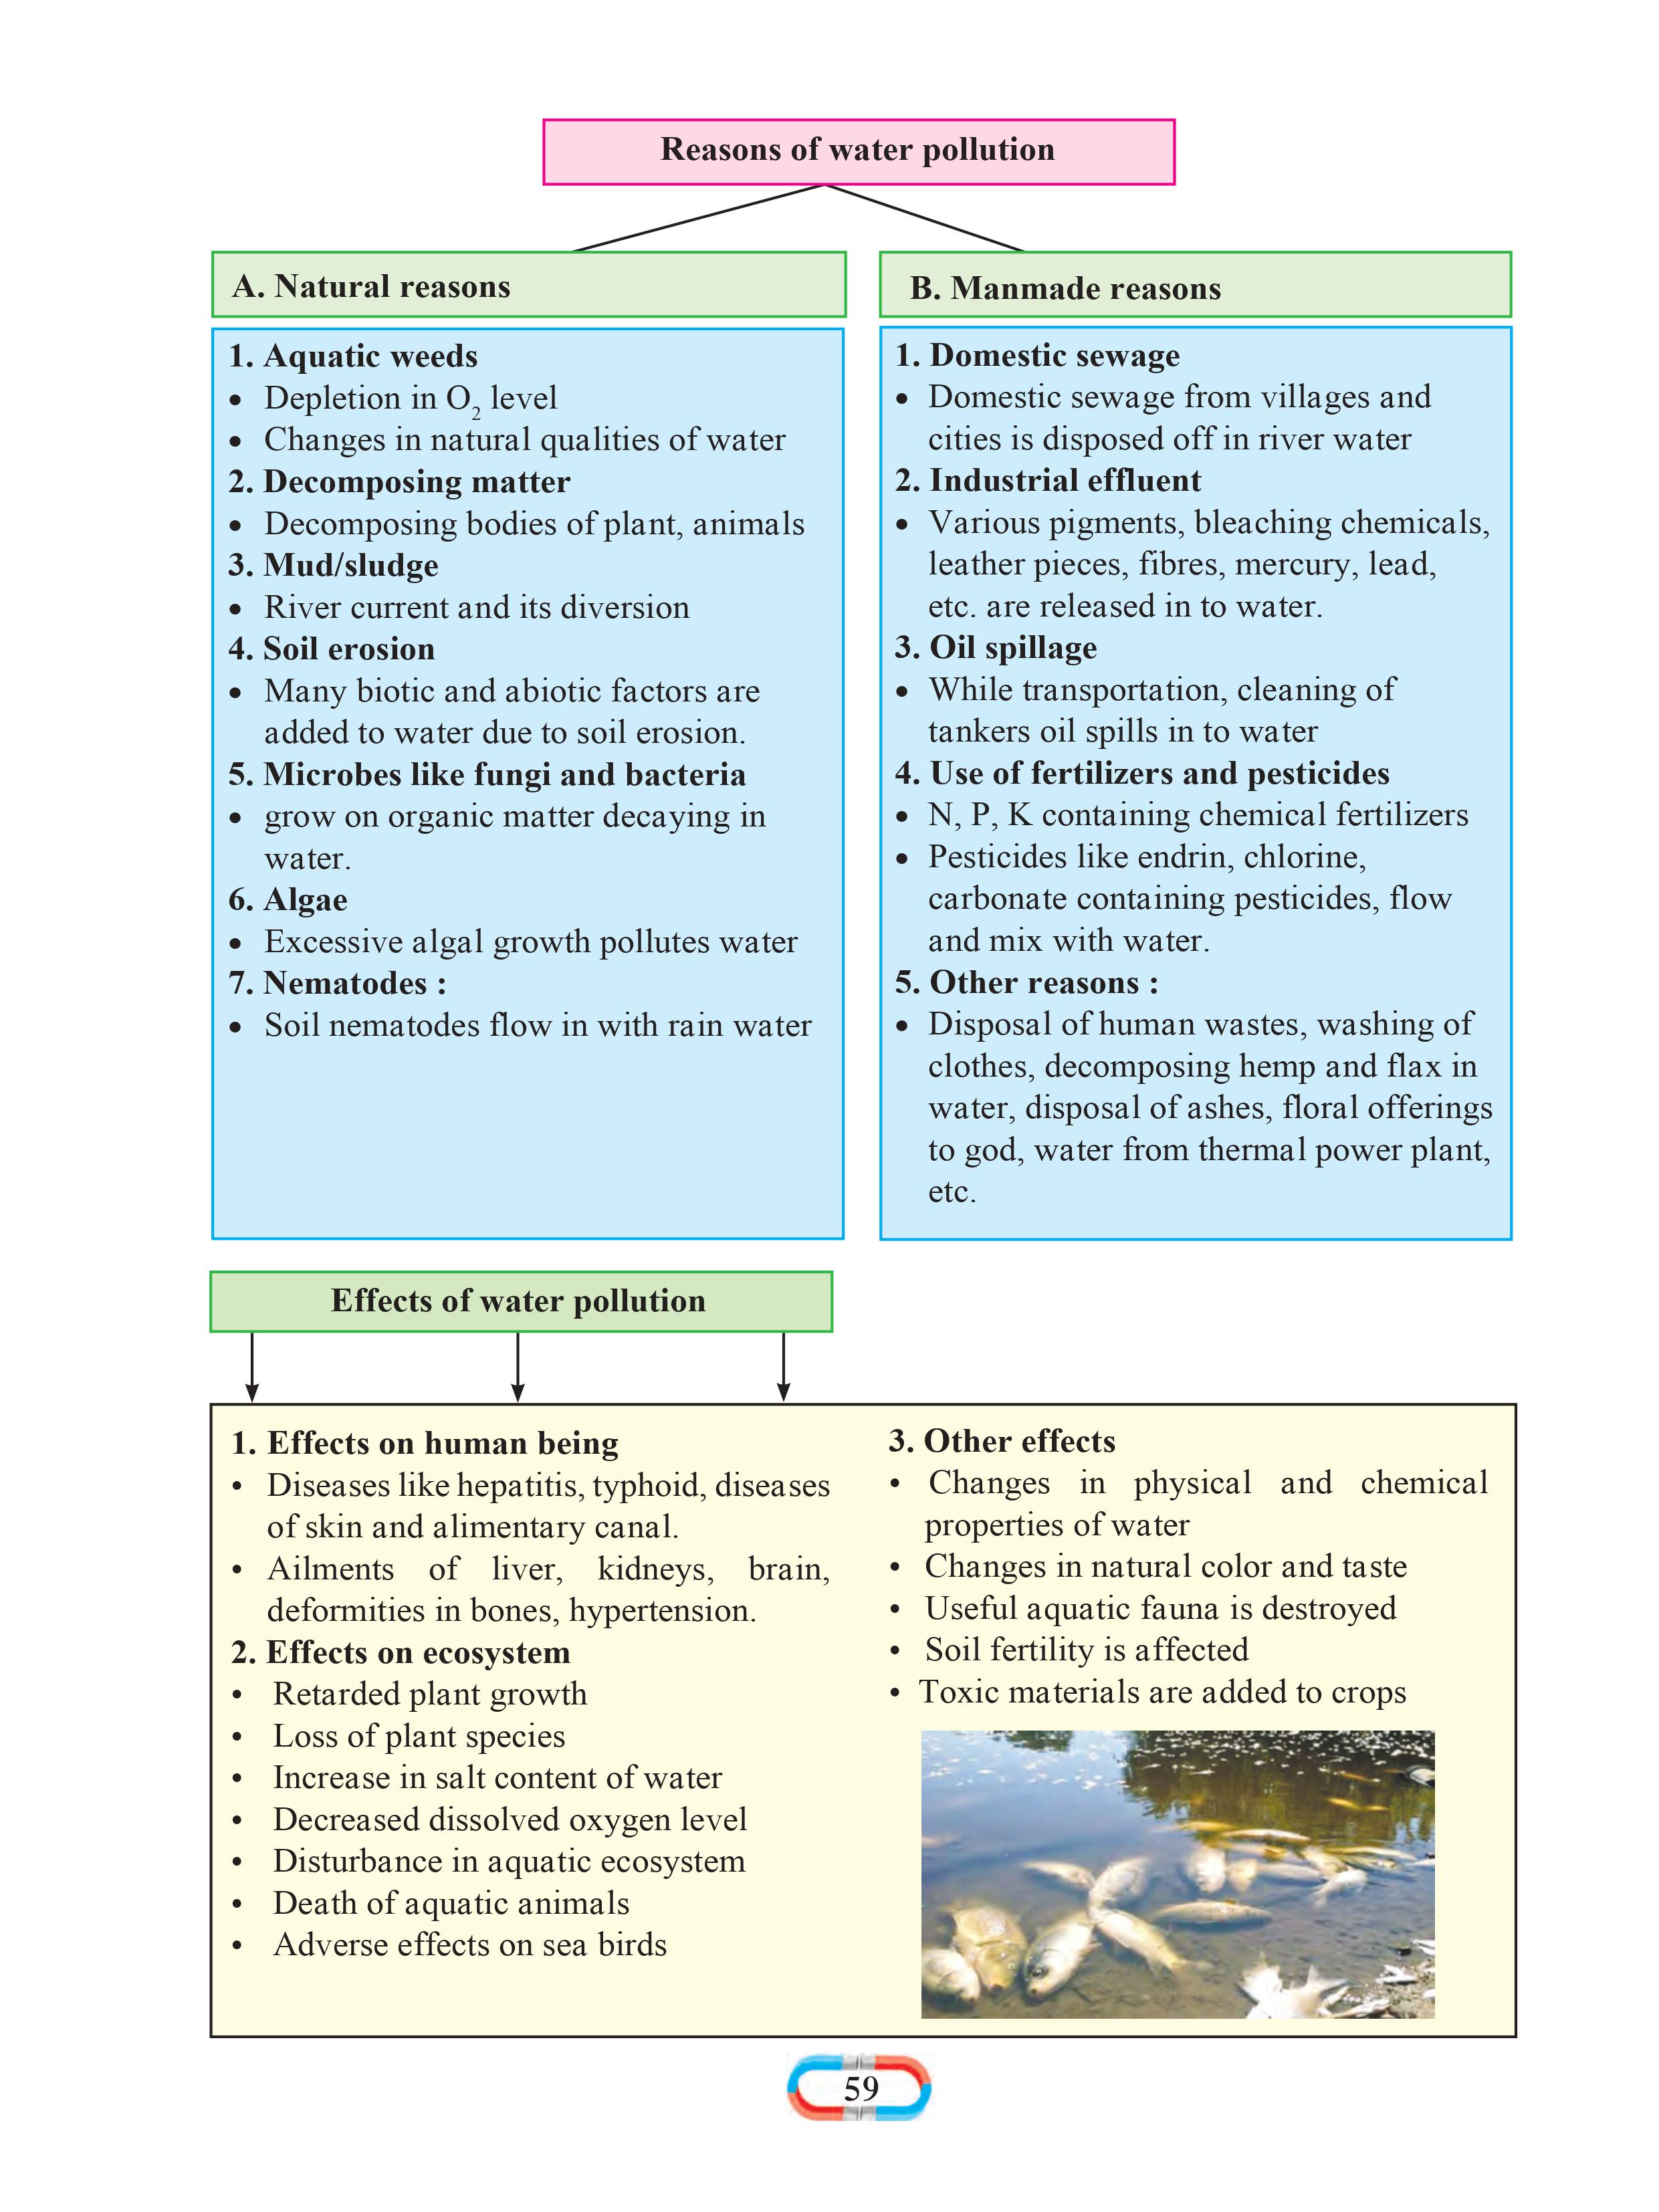 Reasons of water pollution
A. Natural reasons
1. Aquatic weeds
• Depletion in O₂ level
• Changes in natural qualities of water
2. Decomposing matter
• Decomposing bodies of plant, animals
3. Mud/sludge
• River current and its diversion
4. Soil erosion
• Many biotic and abiotic factors are
added to water due to soil erosion.
5. Microbes like fungi and bacteria
• grow on organic matter decaying in
water.
6. Algae
• Excessive algal growth pollutes water
7. Nematodes :
• Soil nematodes flow in with rain water
B. Manmade reasons
1. Domestic sewage
• Domestic sewage from villages and
cities is disposed off in river water
2. Industrial effluent
• Various pigments, bleaching chemicals,
leather pieces, fibres, mercury, lead,
etc. are released in to water.
3. Oil spillage
• While transportation, cleaning of
tankers oil spills in to water
4. Use of fertilizers and pesticides
• N, P, K containing chemical fertilizers
• Pesticides like endrin, chlorine,
carbonate containing pesticides, flow
and mix with water.
5. Other reasons :
• Disposal of human wastes, washing of
clothes, decomposing hemp and flax in
water, disposal of ashes, floral offerings
to god, water from thermal power plant,
etc.
Effects of water pollution
1. Effects on human being
• Diseases like hepatitis, typhoid, diseases
of skin and alimentary canal.
• Ailments of liver, kidneys, brain,
deformities in bones, hypertension.
2. Effects on ecosystem
• Retarded plant growth
• Loss of plant species
• Increase in salt content of water
• Decreased dissolved oxygen level
• Disturbance in aquatic ecosystem
• Death of aquatic animals
• Adverse effects on sea birds
3. Other effects
• Changes in physical and chemical
properties of water
• Changes in natural color and taste
• Useful aquatic fauna is destroyed
• Soil fertility is affected
• Toxic materials are added to crops
59